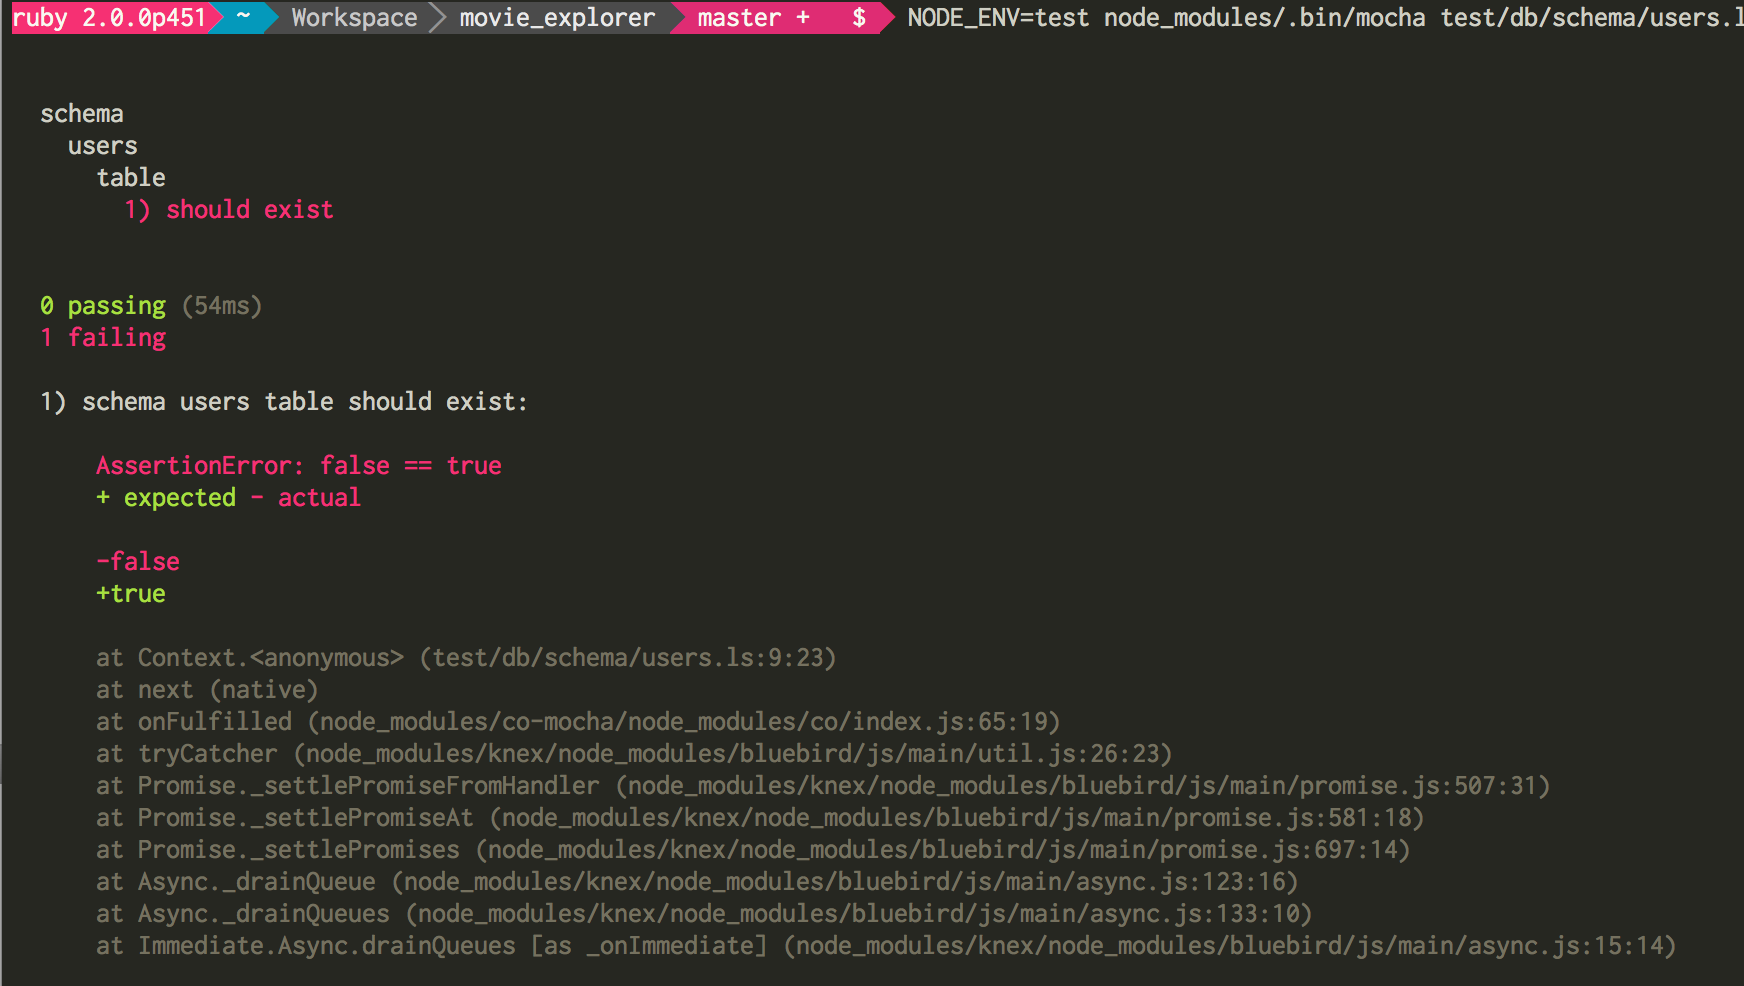 ruby 2.0.0p451 ~ Workspace movie_explorer master + $ NODE_ENV=test node_modules/.bin/mocha test/db/schema/users.l
schema
users
table
1) should exist
0 passing (54ms)
1 failing
1) schema users table should exist:
AssertionError: false == true
+ expected - actual
-false
+true
at Context.<anonymous> (test/db/schema/users.ls:9:23)
at next (native)
at onFulfilled (node_modules/co-mocha/node_modules/co/index.js:65:19)
at tryCatcher (node_modules/knex/node_modules/bluebird/js/main/util.js:26:23)
at Promise._settlePromiseFromHandler (node_modules/knex/node_modules/bluebird/js/main/promise.js:507:31)
at Promise._settlePromiseAt (node_modules/knex/node_modules/bluebird/js/main/promise.js:581:18)
at Promise._settlePromises (node_modules/knex/node_modules/bluebird/js/main/promise.js:697:14)
at Async._drainQueue (node_modules/knex/node_modules/bluebird/js/main/async.js:123:16)
at Async._drainQueues (node_modules/knex/node_modules/bluebird/js/main/async.js:133:10)
at Immediate.Async.drainQueues [as _onImmediate] (node_modules/knex/node_modules/bluebird/js/main/async.js:15:14)